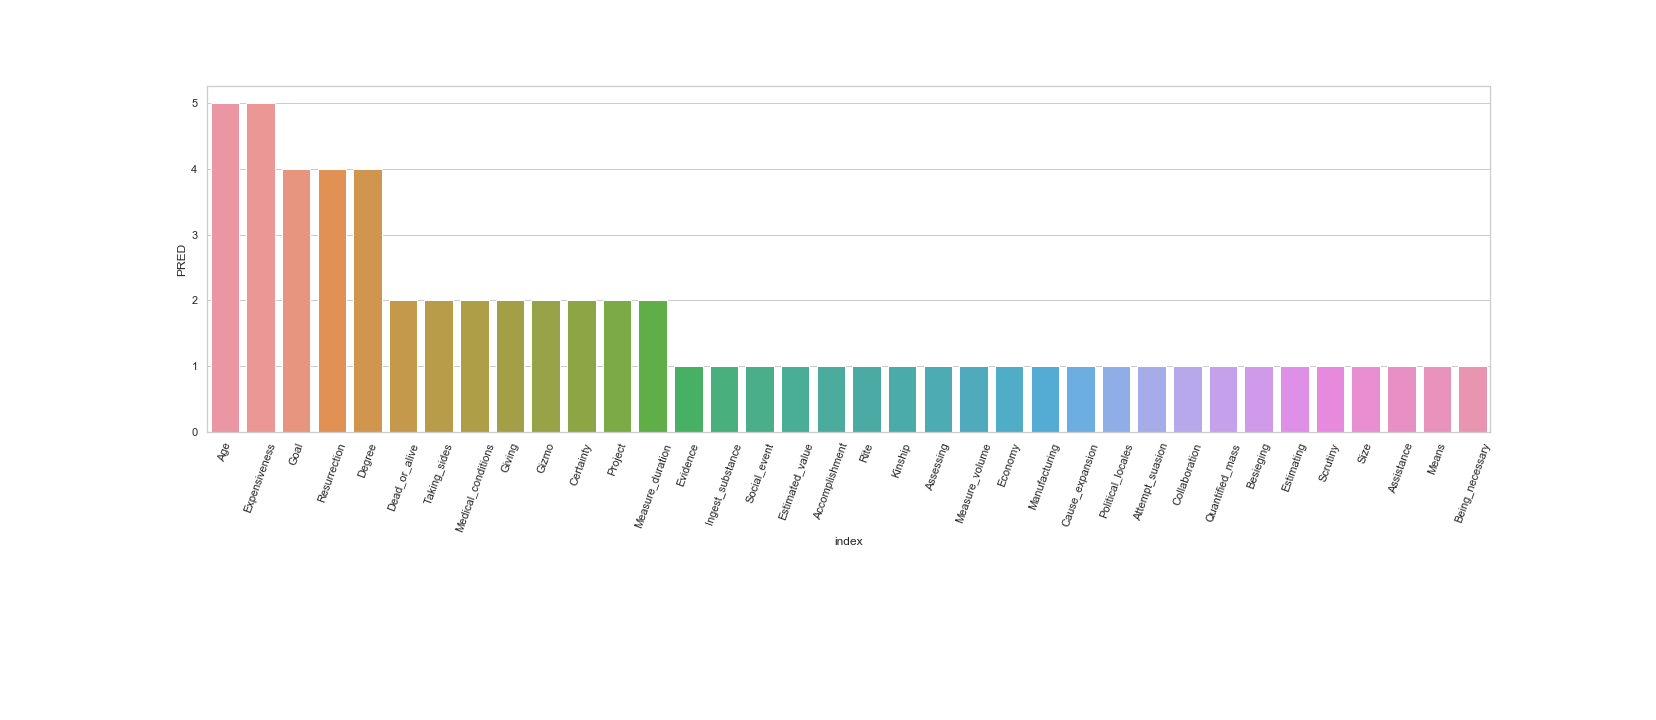 5
4
3
2
1
0
PRED
Age
Expensiveness
Goal
Resurrection
Degree
Dead_or_alive
Taking_sides
Medical_conditions
Giving
Gizmo
Certainty
Project
Measure_duration
Evidence
Ingest_substance
Social_event
Estimated_value
Accomplishment
Rite
Kinship
Assessing
Measure_volume
Economy
Manufacturing
Cause_expansion
Political_locales
Attempt_suasion
Collaboration
Quantified_mass
Besieging
Estimating
Scrutiny
Size
Assistance
Means
Being_necessary
index